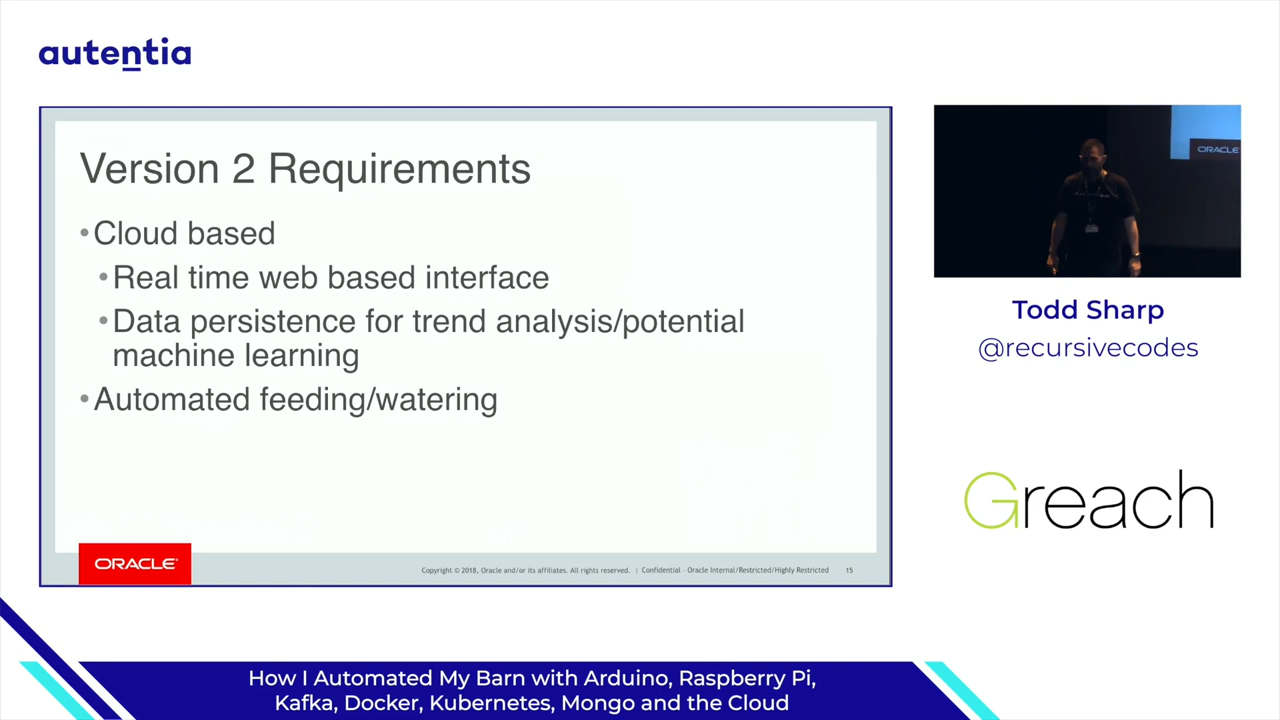 autentia
Version 2 Requirements
•Cloud based
•Real time web based interface
•Data persistence for trend analysis/potential
machine learning
•Automated feeding/watering
ORACLE
Copyright © 2018, Oracle and/or its affiliates. All rights reserved. | Confidential - Oracle Internal/Restricted/Highly Restricted 15
ORACLE
Todd Sharp
@recursivecodes
Greach
How I Automated My Barn with Arduino, Raspberry Pi,
Kafka, Docker, Kubernetes, Mongo and the Cloud